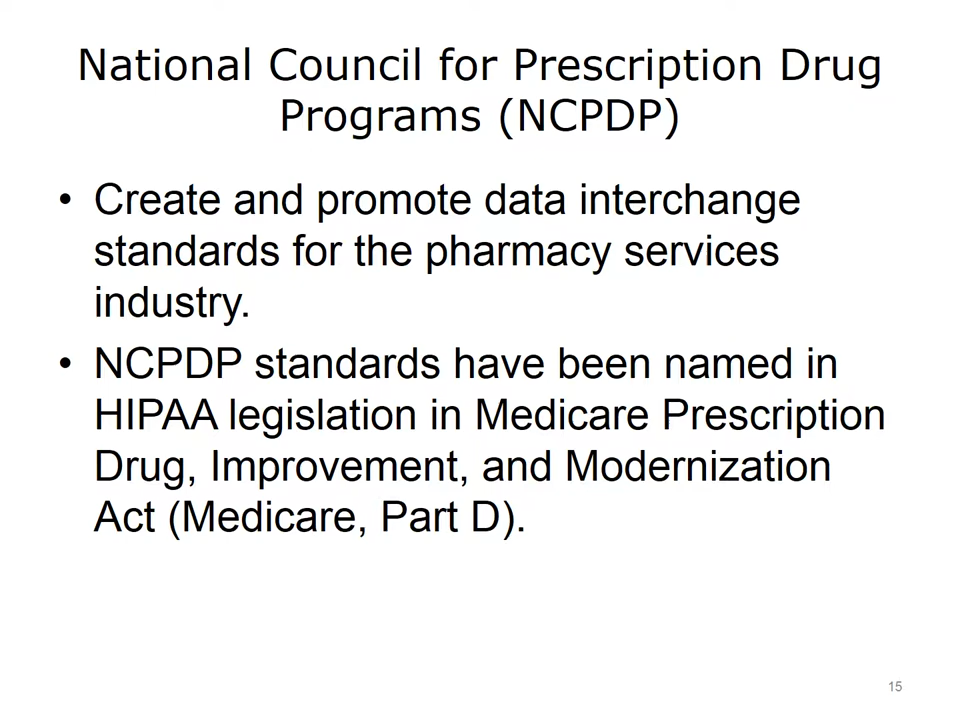 National Council for Prescription Drug
Programs (NCPDP)
• Create and promote data interchange
standards for the pharmacy services
industry.
• NCPDP standards have been named in
HIPAA legislation in Medicare Prescription
Drug, Improvement, and Modernization
Act (Medicare, Part D).
15